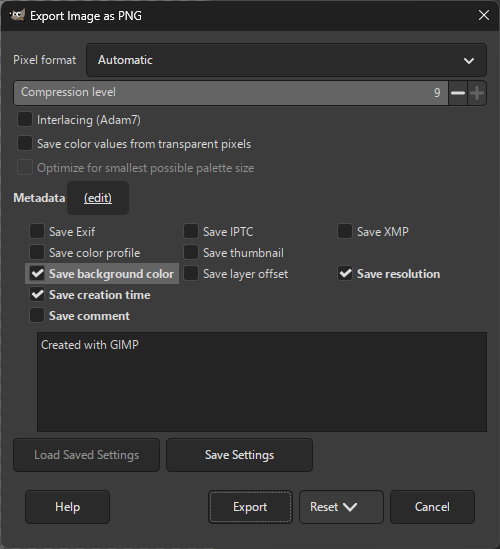 Export Image as PNG
Pixel format Automatic
Compression level 9
Interlacing (Adam7)
Save color values from transparent pixels
Optimize for smallest possible palette size
Metadata (edit)
Save Exif Save IPTC Save XMP
Save color profile Save thumbnail
Save background color Save layer offset Save resolution
Save creation time
Save comment
Created with GIMP
Load Saved Settings Save Settings
Help Export Reset Cancel